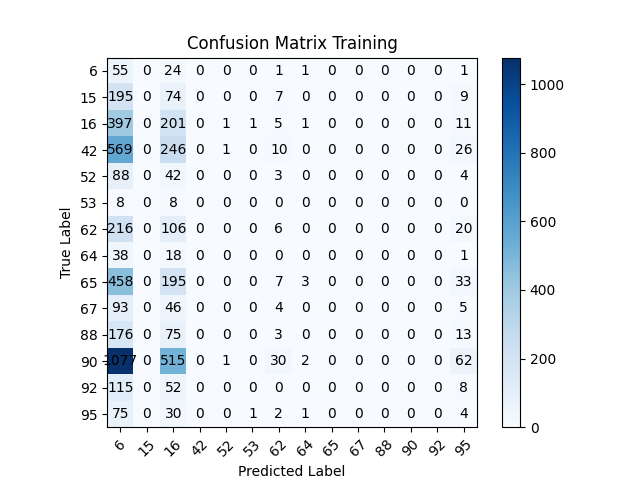 Confusion Matrix Training
6 55 0 24 0 0 0 1 1 0 0 0 0 0 1
15 195 0 74 0 0 0 7 0 0 0 0 0 0 9
16 397 0 201 0 1 1 5 1 0 0 0 0 0 11
42 569 0 246 0 1 0 10 0 0 0 0 0 0 26
52 88 0 42 0 0 0 3 0 0 0 0 0 0 4
53 8 0 8 0 0 0 0 0 0 0 0 0 0 0
62 216 0 106 0 0 0 6 0 0 0 0 0 0 20
64 38 0 18 0 0 0 0 0 0 0 0 0 0 1
65 458 0 195 0 0 0 7 3 0 0 0 0 0 33
67 93 0 46 0 0 0 4 0 0 0 0 0 0 5
88 176 0 75 0 0 0 3 0 0 0 0 0 0 13
90 1077 0 515 0 1 0 30 2 0 0 0 0 0 62
92 115 0 52 0 0 0 0 0 0 0 0 0 0 8
95 75 0 30 0 0 1 2 1 0 0 0 0 0 4
6 15 16 42 52 53 62 64 65 67 88 90 92 95
Predicted Label
True Label
1000
800
600
400
200
0